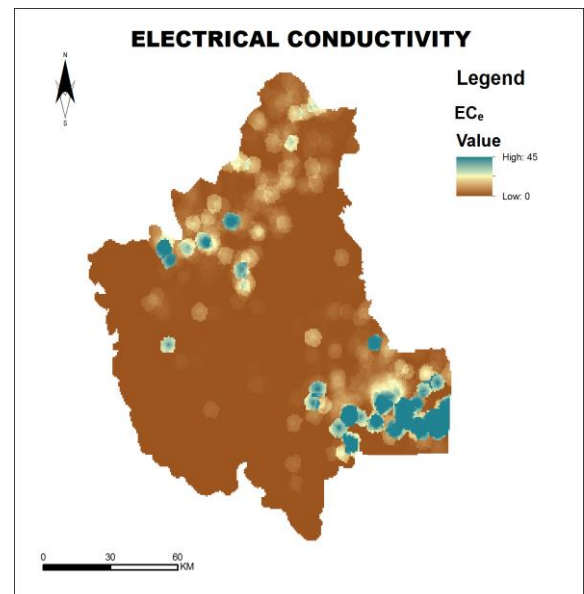 ELECTRICAL CONDUCTIVITY
N
S
Legend
ECₑ
Value
High: 45
Low: 0
0 30 60
KM